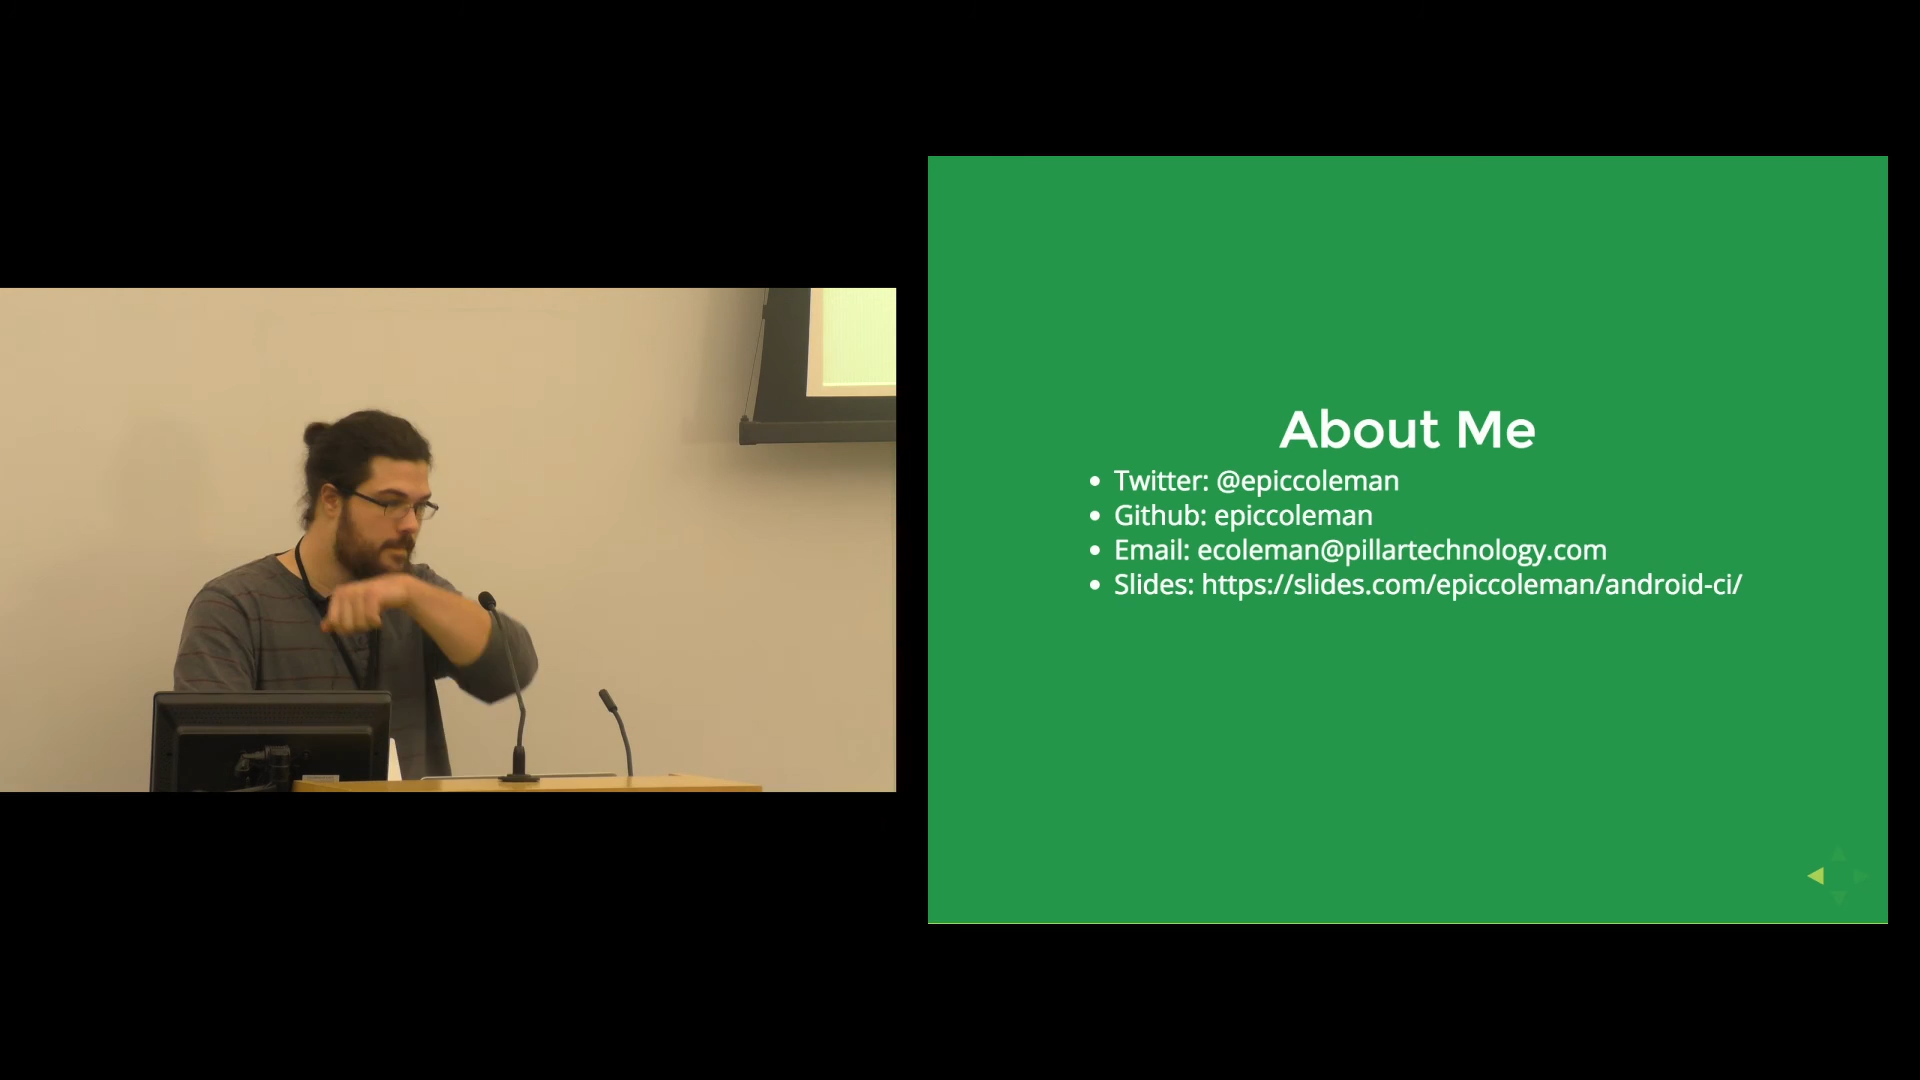 About Me
Twitter: @epiccoleman
Github: epiccoleman
Email: ecoleman@pillartechnology.com
Slides: https://slides.com/epiccoleman/android-ci/